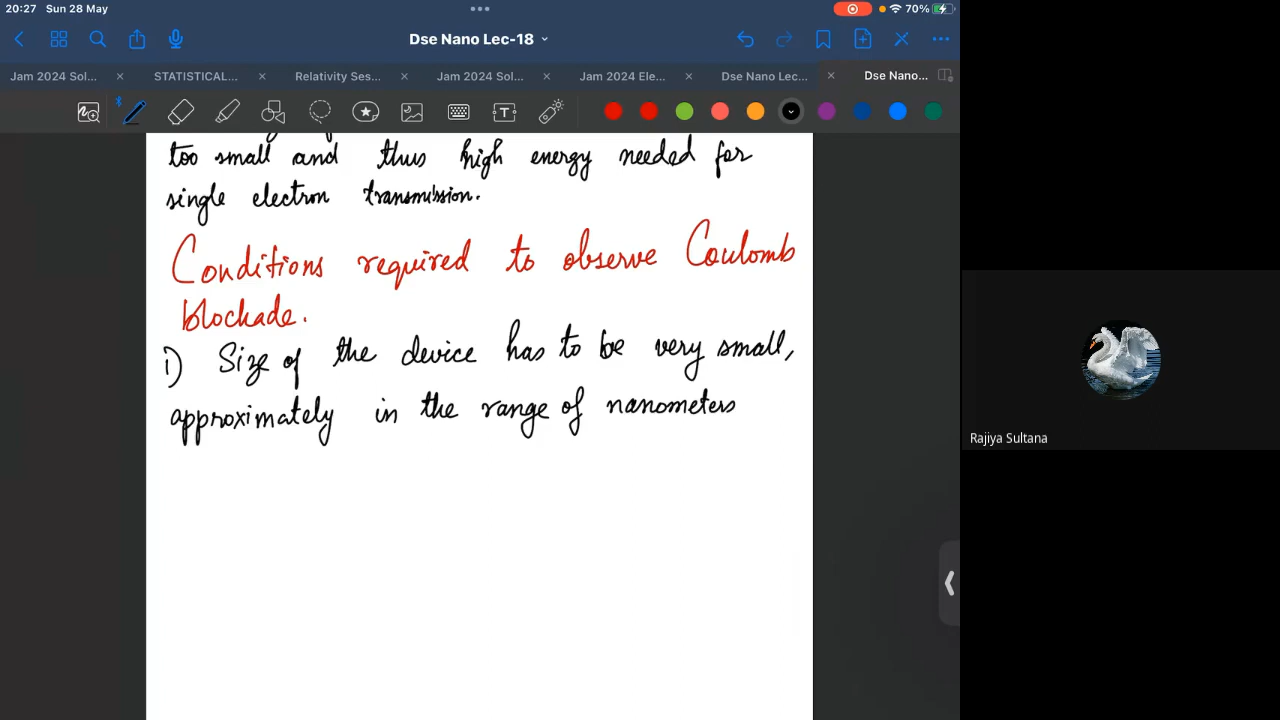 20:27 Sun 28 May
70%
Dse Nano Lec-18
Jam 2024 Sol...
STATISTICAL...
Relativity Ses...
Jam 2024 Sol...
Jam 2024 Ele...
Dse Nano Lec...
Dse Nano...
too small and thus high energy needed for
single electron transmission.
Conditions required to observe Coulomb
blockade.
i) Size of the device has to be very small,
approximately in the range of nanometers
Rajiya Sultana